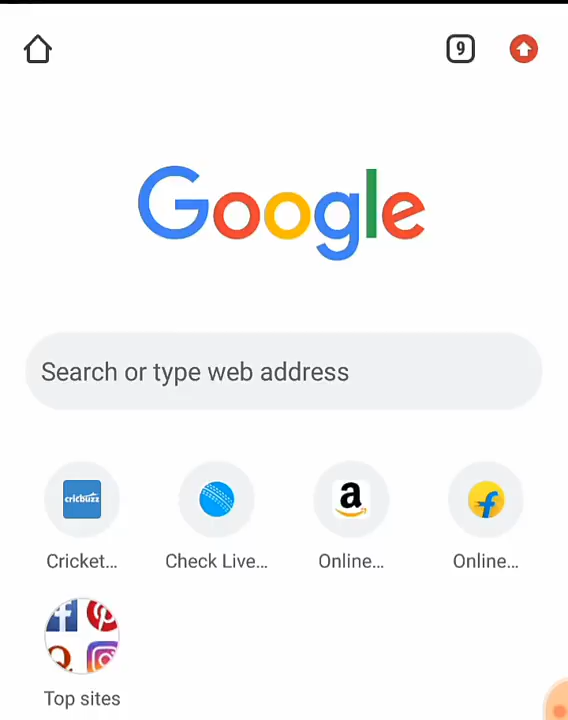 9
Google
Search or type web address
cricbuzz
a
Cricket...
Check Live...
Online...
Online...
Top sites